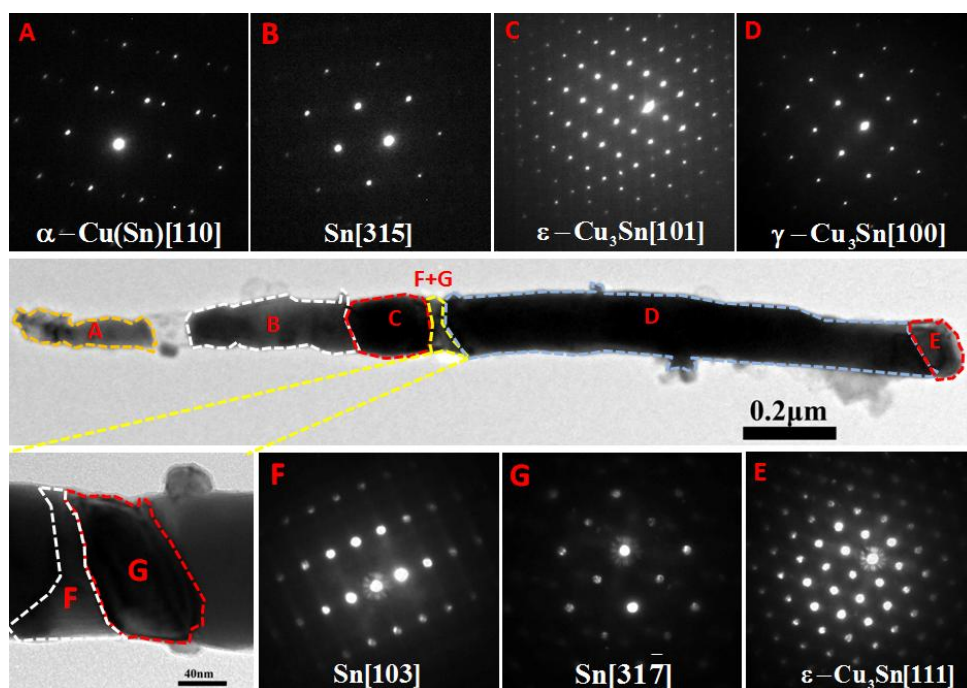 A
B
C
D
α–Cu(Sn)[110]
Sn[315]
ε–Cu₃Sn[101]
γ–Cu₃Sn[100]
F+G
A
B
C
D
E
0.2μm
F
G
E
F
G
40nm
Sn[103]
Sn[317̄]
ε–Cu₃Sn[111]